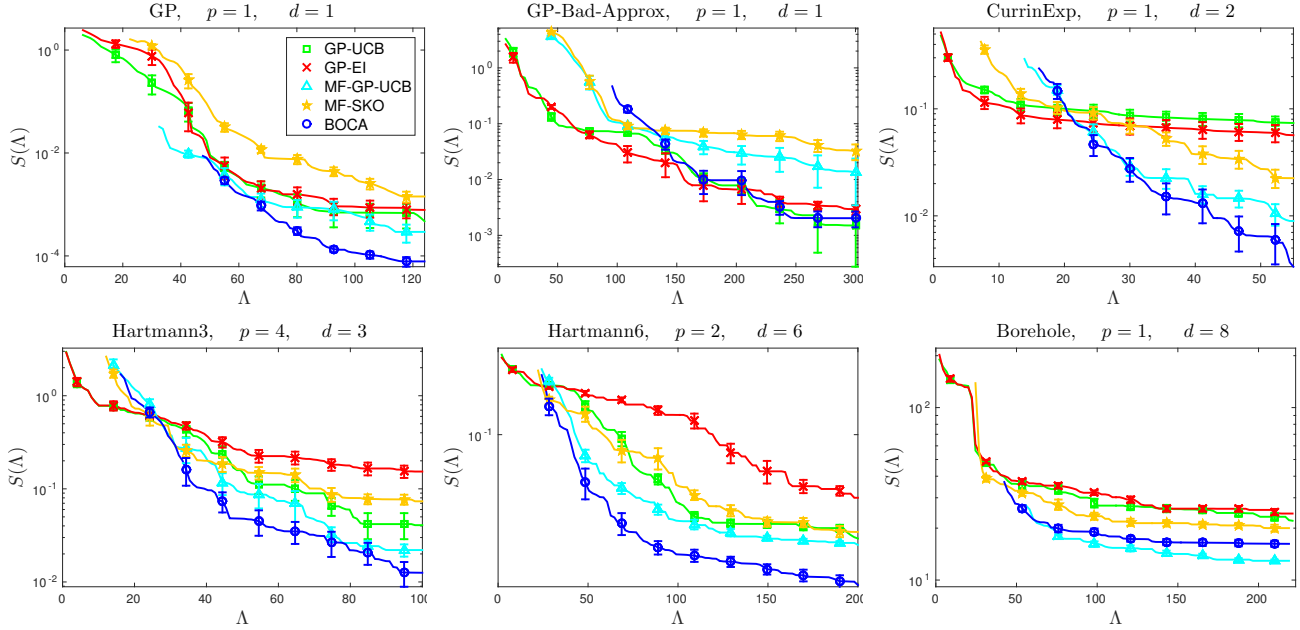 GP, p = 1, d = 1
10^0
10^-2
10^-4
S(Λ)
0 20 40 60 80 100 120
Λ
GP-UCB
GP-EI
MF-GP-UCB
MF-SKO
BOCA
GP-Bad-Approx, p = 1, d = 1
10^0
10^-1
10^-2
10^-3
S(Λ)
0 50 100 150 200 250 300
Λ
CurrinExp, p = 1, d = 2
10^-1
10^-2
S(Λ)
0 10 20 30 40 50
Λ
Hartmann3, p = 4, d = 3
10^0
10^-1
10^-2
S(Λ)
0 20 40 60 80 100
Λ
Hartmann6, p = 2, d = 6
10^-1
S(Λ)
0 50 100 150 200
Λ
Borehole, p = 1, d = 8
10^2
10^1
S(Λ)
0 50 100 150 200
Λ